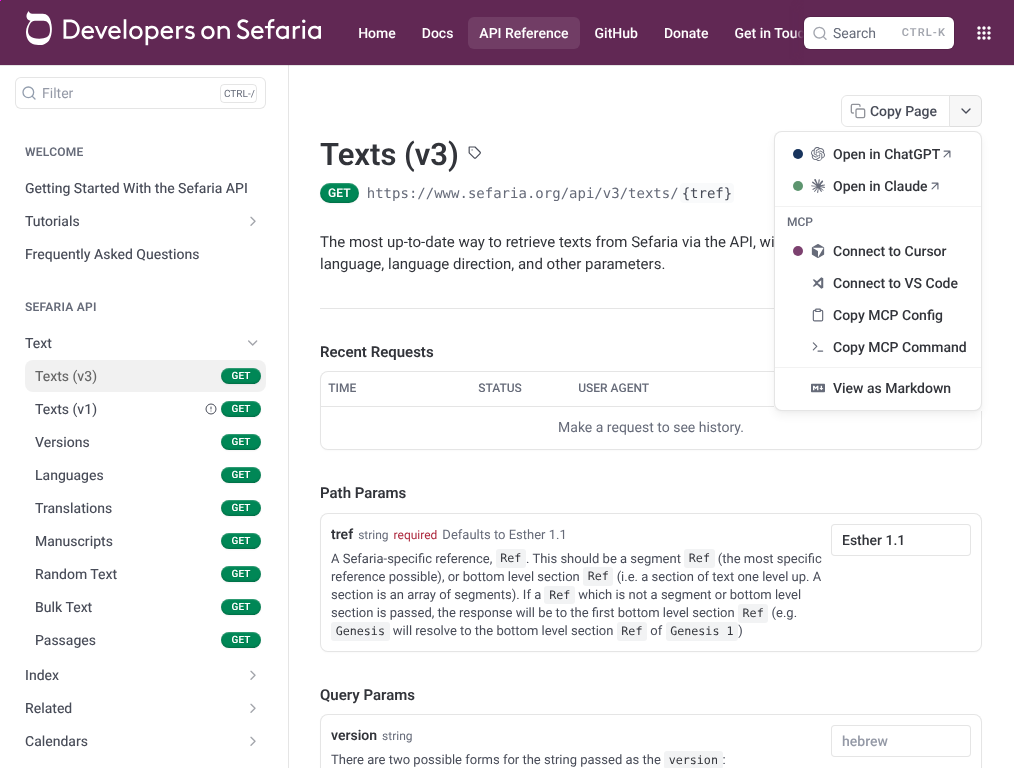 Developers on Sefaria
Home Docs API Reference GitHub Donate Get in Touc Search CTRL-K
Filter CTRL-/
WELCOME
Getting Started With the Sefaria API
Tutorials
Frequently Asked Questions
SEFARIA API
Text
Texts (v3) GET
Texts (v1) GET
Versions GET
Languages GET
Translations GET
Manuscripts GET
Random Text GET
Bulk Text GET
Passages GET
Index
Related
Calendars
Copy Page
Open in ChatGPT
Open in Claude
MCP
Connect to Cursor
Connect to VS Code
Copy MCP Config
Copy MCP Command
View as Markdown
Texts (v3)
GET https://www.sefaria.org/api/v3/texts/{tref}
The most up-to-date way to retrieve texts from Sefaria via the API, wi
language, language direction, and other parameters.
Recent Requests
TIME STATUS USER AGENT
Make a request to see history.
Path Params
tref string required Defaults to Esther 1.1
Esther 1.1
A Sefaria-specific reference, Ref. This should be a segment Ref (the most specific
reference possible), or bottom level section Ref (i.e. a section of text one level up. A
section is an array of segments). If a Ref which is not a segment or bottom level
section is passed, the response will be to the first bottom level section Ref (e.g.
Genesis will resolve to the bottom level section Ref of Genesis 1)
Query Params
version string
hebrew
There are two possible forms for the string passed as the version: